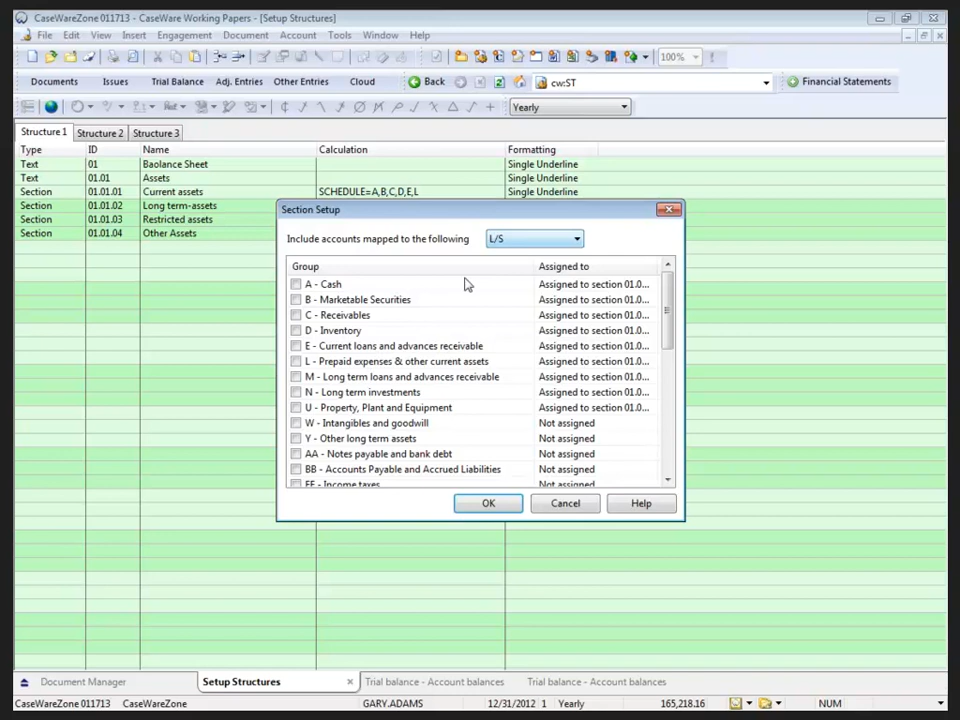 CaseWareZone 011713 - CaseWare Working Papers - [Setup Structures]
File Edit View Insert Engagement Document Account Tools Window Help
100%
Documents Issues Trial Balance Adj. Entries Other Entries Cloud Back cw:ST Financial Statements
Yearly
Structure 1 Structure 2 Structure 3
Type ID Name Calculation Formatting
Text 01 Baolance Sheet Single Underline
Text 01.01 Assets Single Underline
Section 01.01.01 Current assets SCHEDULE=A,B,C,D,E,L Single Underline
Section 01.01.02 Long term-assets
Section 01.01.03 Restricted assets
Section 01.01.04 Other Assets
Section Setup
Include accounts mapped to the following L/S
Group Assigned to
A - Cash Assigned to section 01.0...
B - Marketable Securities Assigned to section 01.0...
C - Receivables Assigned to section 01.0...
D - Inventory Assigned to section 01.0...
E - Current loans and advances receivable Assigned to section 01.0...
L - Prepaid expenses & other current assets Assigned to section 01.0...
M - Long term loans and advances receivable Assigned to section 01.0...
N - Long term investments Assigned to section 01.0...
U - Property, Plant and Equipment Assigned to section 01.0...
W - Intangibles and goodwill Not assigned
Y - Other long term assets Not assigned
AA - Notes payable and bank debt Not assigned
BB - Accounts Payable and Accrued Liabilities Not assigned
FF - Income taxes Not assigned
OK Cancel Help
Document Manager Setup Structures Trial balance - Account balances Trial balance - Account balances
CaseWareZone 011713 CaseWareZone GARY.ADAMS 12/31/2012 1 Yearly 165,218.16 NUM